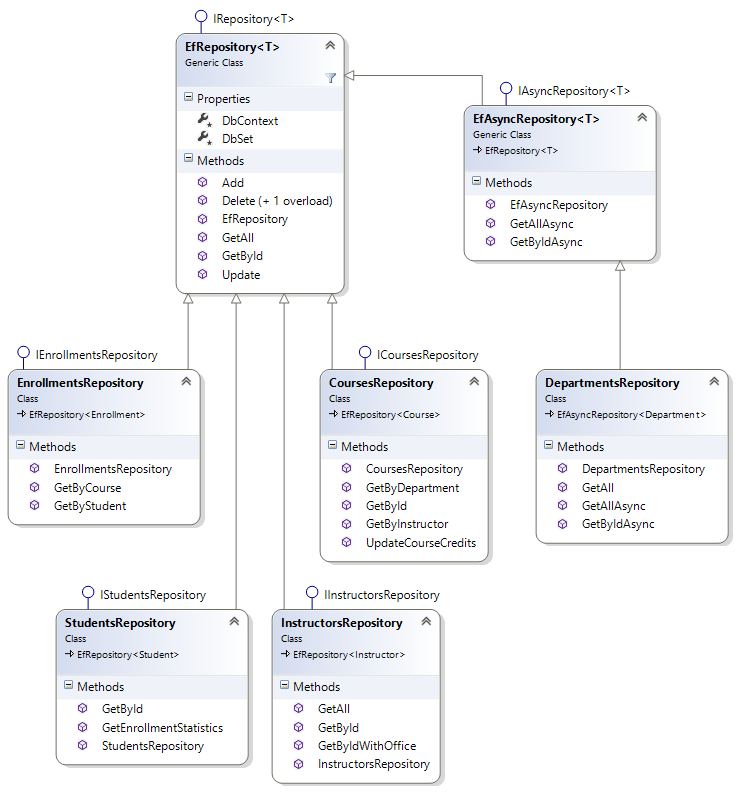 IRepository<T>
EfRepository<T>
Generic Class
Properties
DbContext
DbSet
Methods
Add
Delete (+ 1 overload)
EfRepository
GetAll
GetById
Update
IAsyncRepository<T>
EfAsyncRepository<T>
Generic Class
EfRepository<T>
Methods
EfAsyncRepository
GetAllAsync
GetByIdAsync
IEnrollmentsRepository
EnrollmentsRepository
Class
EfRepository<Enrollment>
Methods
EnrollmentsRepository
GetByCourse
GetByStudent
ICoursesRepository
CoursesRepository
Class
EfRepository<Course>
Methods
CoursesRepository
GetByDepartment
GetById
GetByInstructor
UpdateCourseCredits
DepartmentsRepository
Class
EfAsyncRepository<Department>
Methods
DepartmentsRepository
GetAll
GetAllAsync
GetByIdAsync
IStudentsRepository
StudentsRepository
Class
EfRepository<Student>
Methods
GetById
GetEnrollmentStatistics
StudentsRepository
IInstructorsRepository
InstructorsRepository
Class
EfRepository<Instructor>
Methods
GetAll
GetById
GetByIdWithOffice
InstructorsRepository